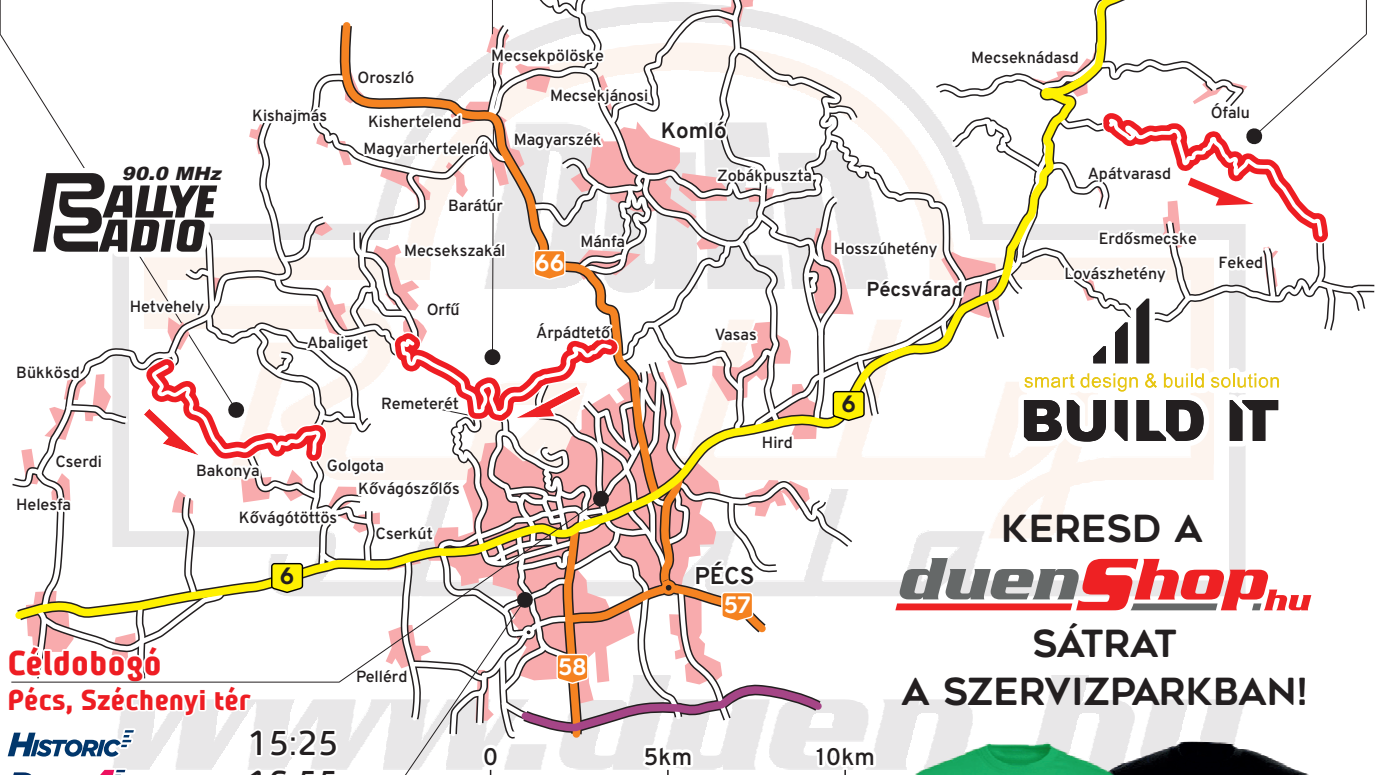 Mecseknádasd
Mecsekpölöske
Oroszló
Mecsekjánosi
Ófalu
Kishajmás
Kishertelend
Komló
Magyarszék
Magyarhertelend
90.0 MHz
RALLYE
RADIO
Zobákpuszta
Apátvarasd
Barátúr
Mecsekszakál
Mánfa
Hosszúhetény
Erdősmecske
66
Feked
Lovászhetény
Pécsvárad
Hetvehely
Orfű
Árpádtető
Vasas
Abaliget
Bükkösd
smart design & build solution
BUILD IT
Remeterét
6
Hird
Cserdi
Bakonya
Golgota
Helesfa
Kővágószőlős
Kővágótöttös
Cserkút
KERESD A
duenShop.hu
SÁTRAT
A SZERVIZPARKBAN!
6
PÉCS
57
58
Pellérd
Céldobogó
Pécs, Széchenyi tér
HISTORIC
15:25
0
5km
10km
www.duen.hu